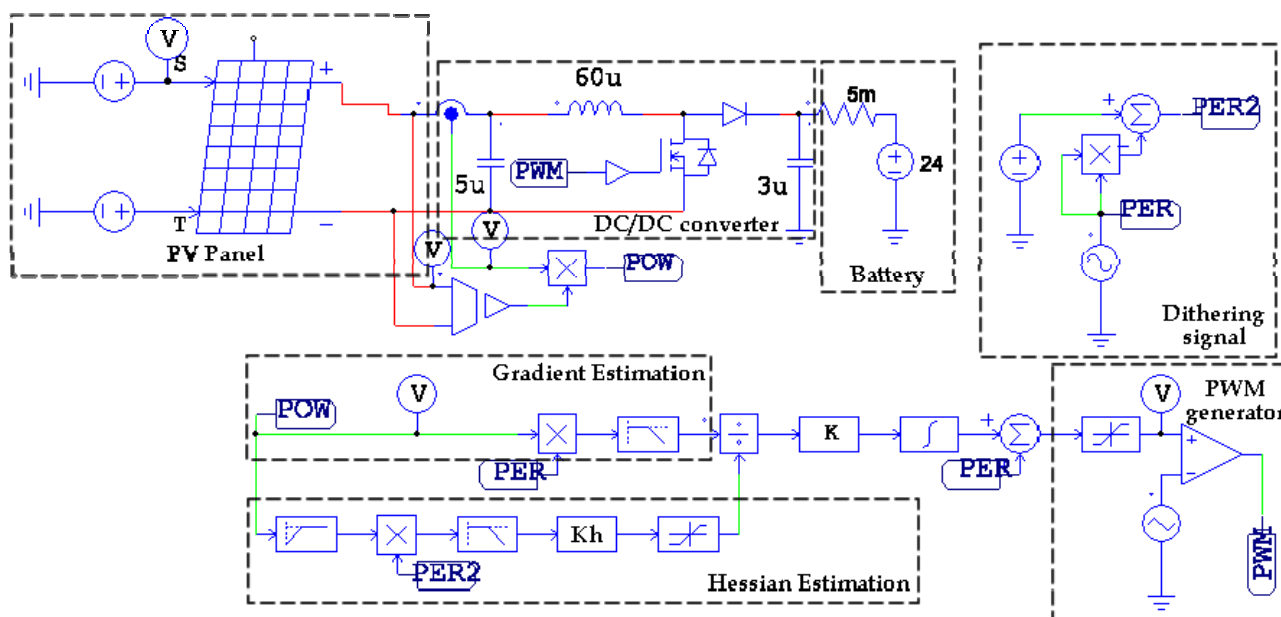 V
S
+
T
−
PV Panel
60u
5u
PWM
3u
DC/DC converter
5m
24
Battery
V
V
POW
+
−
PER2
PER
Dithering
signal
Gradient Estimation
V
POW
PER
K
+
PER
PWM
generator
V
+
−
PWM
Kh
PER2
Hessian Estimation